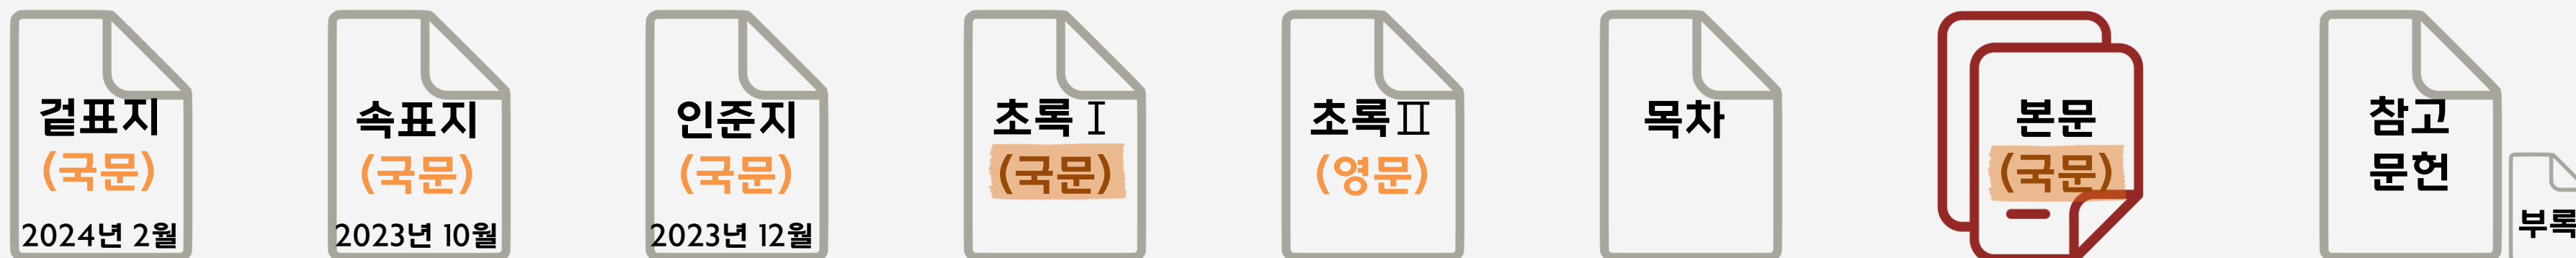 겉표지
(국문)
2024년 2월
속표지
(국문)
2023년 10월
인준지
(국문)
2023년 12월
초록 Ⅰ
(국문)
초록Ⅱ
(영문)
목차
본문
(국문)
참고
문헌
부록